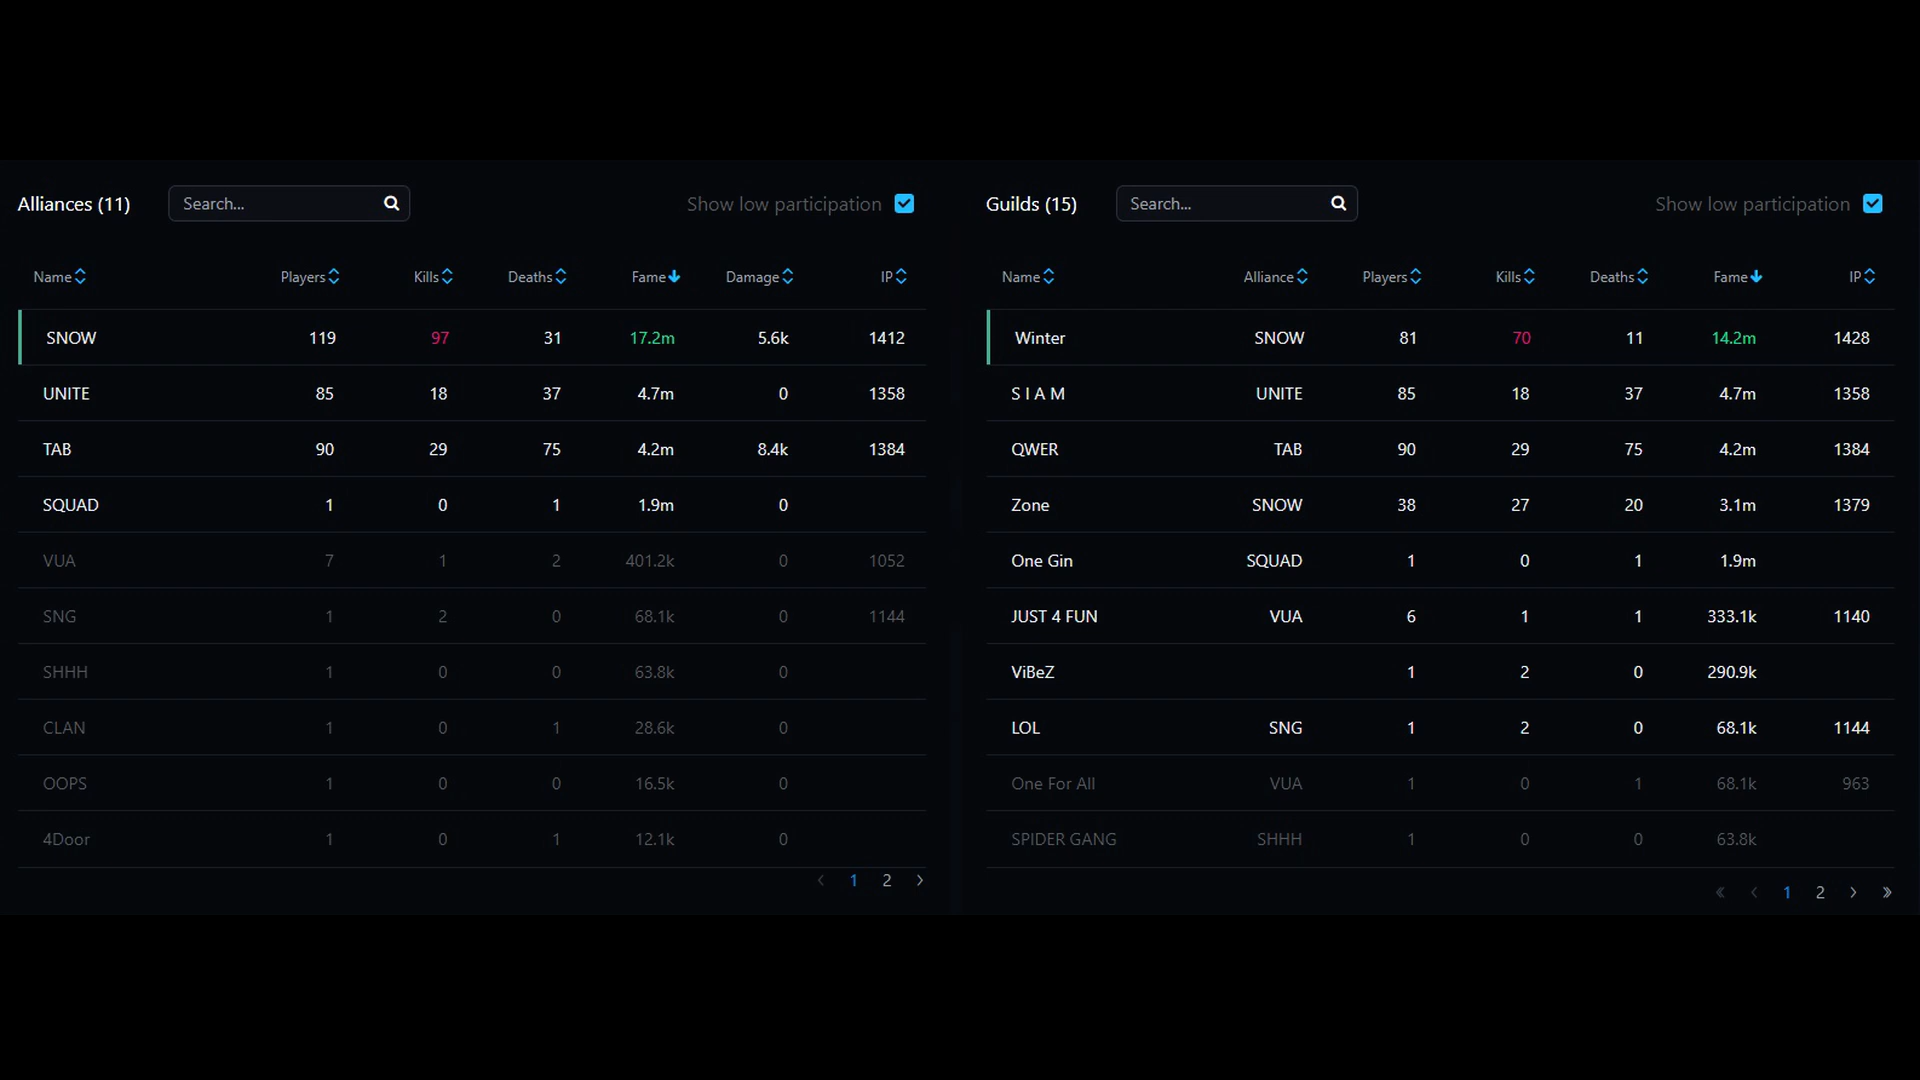 Alliances (11) Search... Show low participation
Name Players Kills Deaths Fame Damage IP
SNOW 119 97 31 17.2m 5.6k 1412
UNITE 85 18 37 4.7m 0 1358
TAB 90 29 75 4.2m 8.4k 1384
SQUAD 1 0 1 1.9m 0
VUA 7 1 2 401.2k 0 1052
SNG 1 2 0 68.1k 0 1144
SHHH 1 0 0 63.8k 0
CLAN 1 0 1 28.6k 0
OOPS 1 0 0 16.5k 0
4Door 1 0 1 12.1k 0
1 2
Guilds (15) Search... Show low participation
Name Alliance Players Kills Deaths Fame IP
Winter SNOW 81 70 11 14.2m 1428
S I A M UNITE 85 18 37 4.7m 1358
QWER TAB 90 29 75 4.2m 1384
Zone SNOW 38 27 20 3.1m 1379
One Gin SQUAD 1 0 1 1.9m
JUST 4 FUN VUA 6 1 1 333.1k 1140
ViBeZ 1 2 0 290.9k
LOL SNG 1 2 0 68.1k 1144
One For All VUA 1 0 1 68.1k 963
SPIDER GANG SHHH 1 0 0 63.8k
1 2